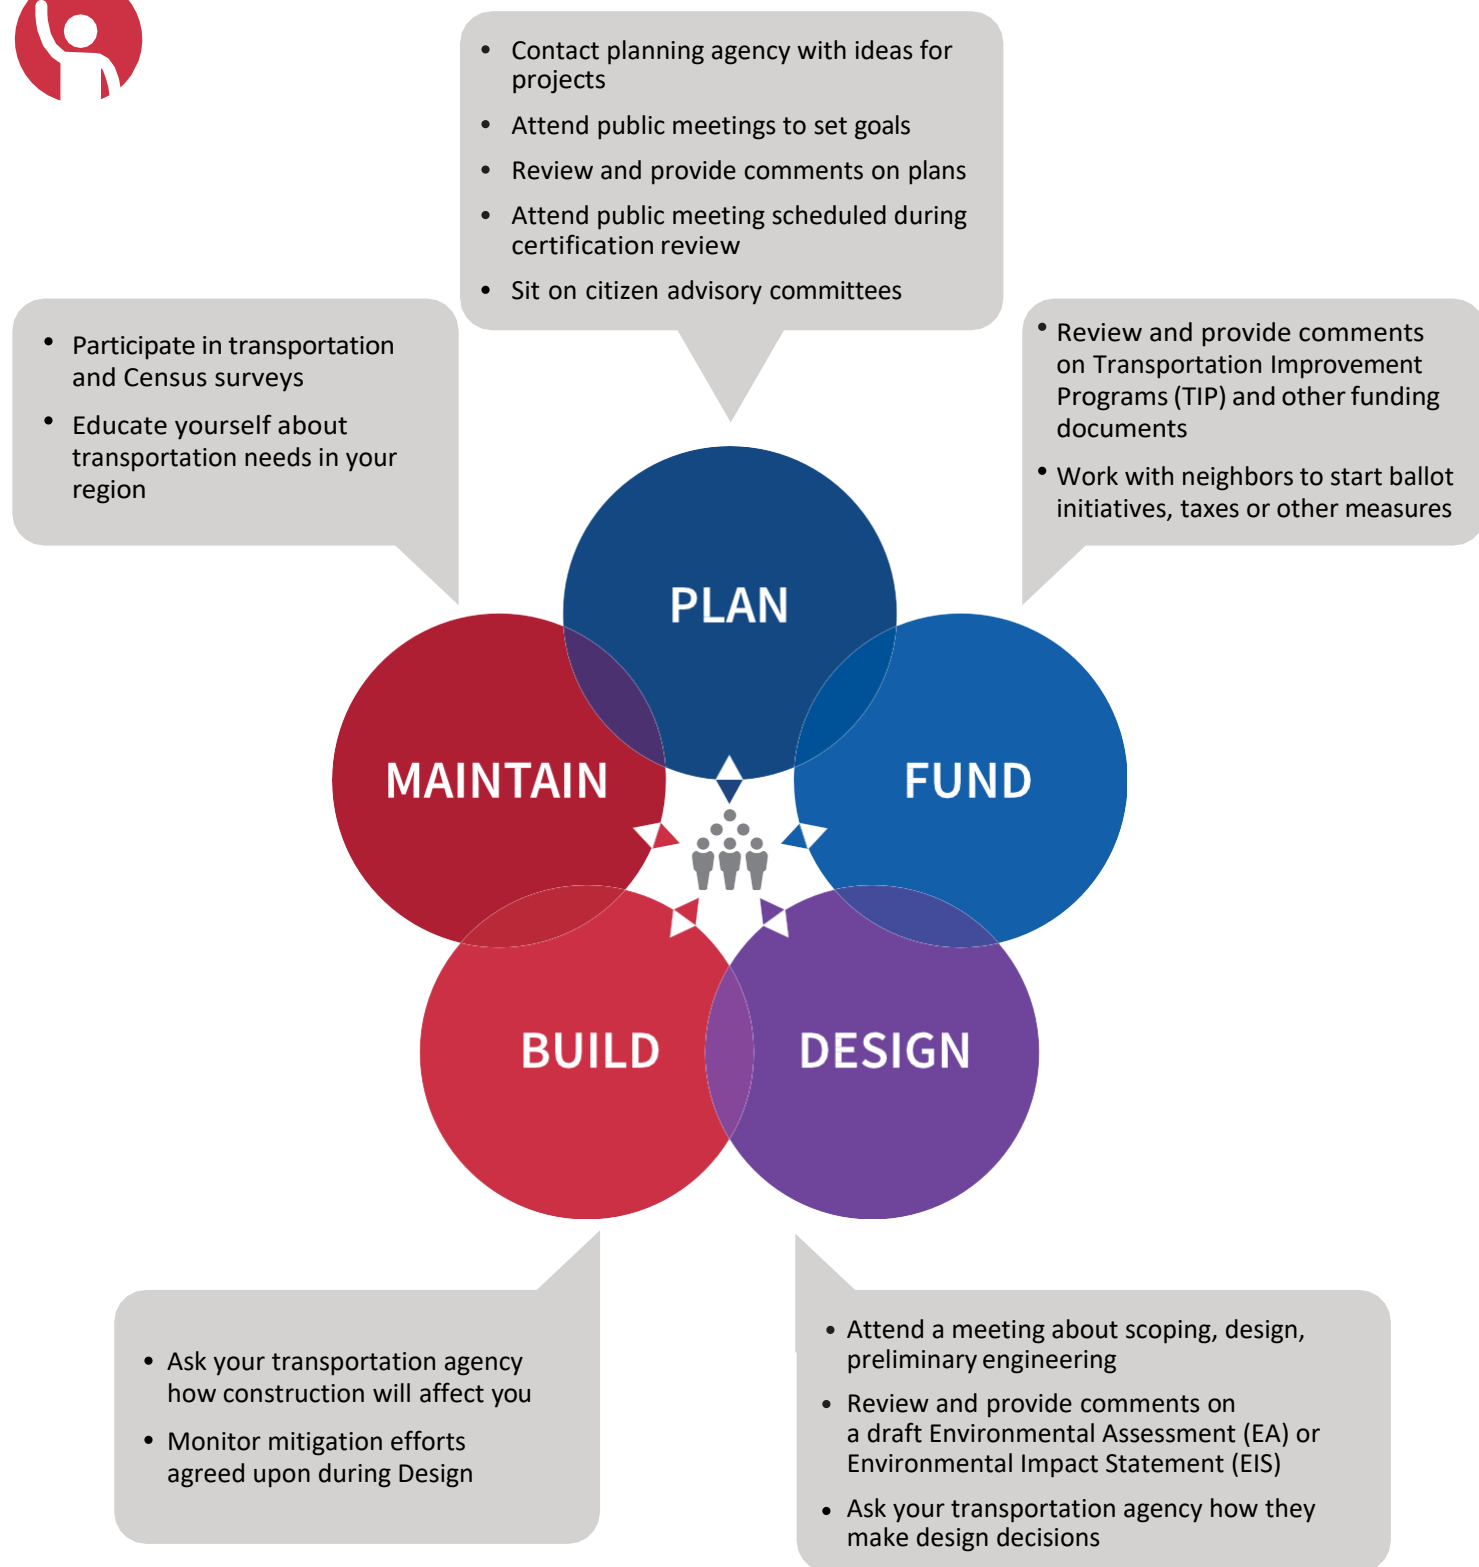 • Contact planning agency with ideas for
projects
• Attend public meetings to set goals
• Review and provide comments on plans
• Attend public meeting scheduled during
certification review
• Sit on citizen advisory committees
• Participate in transportation
and Census surveys
• Educate yourself about
transportation needs in your
region
• Review and provide comments
on Transportation Improvement
Programs (TIP) and other funding
documents
• Work with neighbors to start ballot
initiatives, taxes or other measures
PLAN
MAINTAIN
FUND
BUILD
DESIGN
• Ask your transportation agency
how construction will affect you
• Monitor mitigation efforts
agreed upon during Design
• Attend a meeting about scoping, design,
preliminary engineering
• Review and provide comments on
a draft Environmental Assessment (EA) or
Environmental Impact Statement (EIS)
• Ask your transportation agency how they
make design decisions